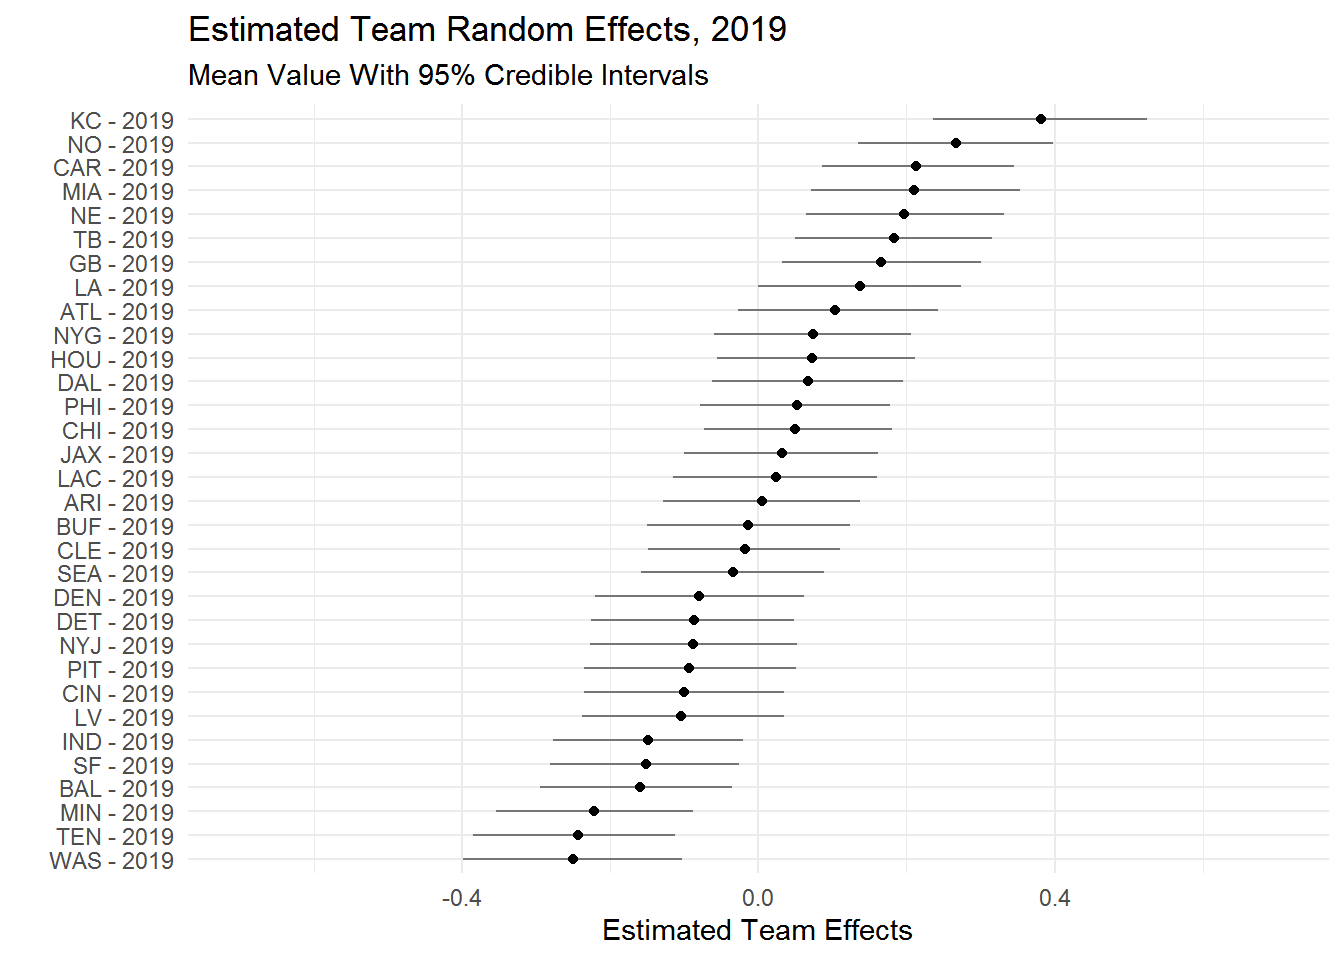 Estimated Team Random Effects, 2019
Mean Value With 95% Credible Intervals
KC - 2019
NO - 2019
CAR - 2019
MIA - 2019
NE - 2019
TB - 2019
GB - 2019
LA - 2019
ATL - 2019
NYG - 2019
HOU - 2019
DAL - 2019
PHI - 2019
CHI - 2019
JAX - 2019
LAC - 2019
ARI - 2019
BUF - 2019
CLE - 2019
SEA - 2019
DEN - 2019
DET - 2019
NYJ - 2019
PIT - 2019
CIN - 2019
LV - 2019
IND - 2019
SF - 2019
BAL - 2019
MIN - 2019
TEN - 2019
WAS - 2019
-0.4 0.0 0.4
Estimated Team Effects